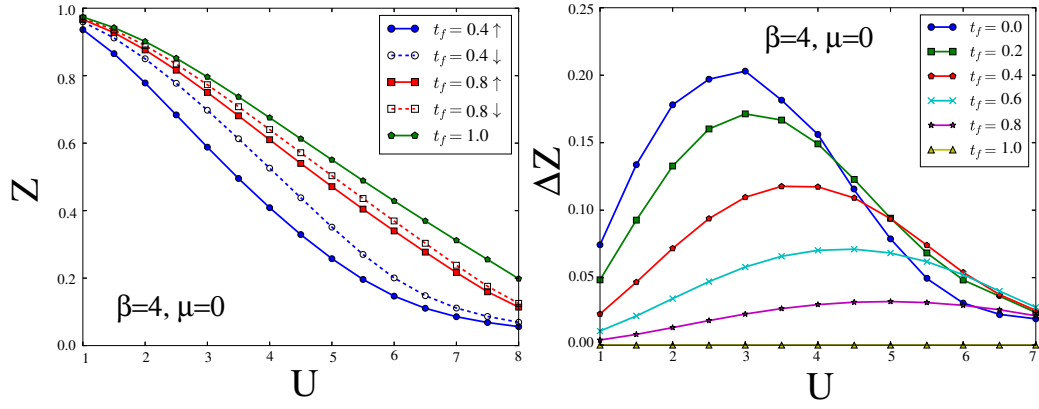 1.0
0.8
0.6
0.4
0.2
0.0
Z
t_f = 0.4 ↑
t_f = 0.4 ↓
t_f = 0.8 ↑
t_f = 0.8 ↓
t_f = 1.0
β=4, μ=0
1 2 3 4 5 6 7 8
U
0.25
0.20
0.15
0.10
0.05
0.00
ΔZ
β=4, μ=0
t_f = 0.0
t_f = 0.2
t_f = 0.4
t_f = 0.6
t_f = 0.8
t_f = 1.0
1 2 3 4 5 6 7
U